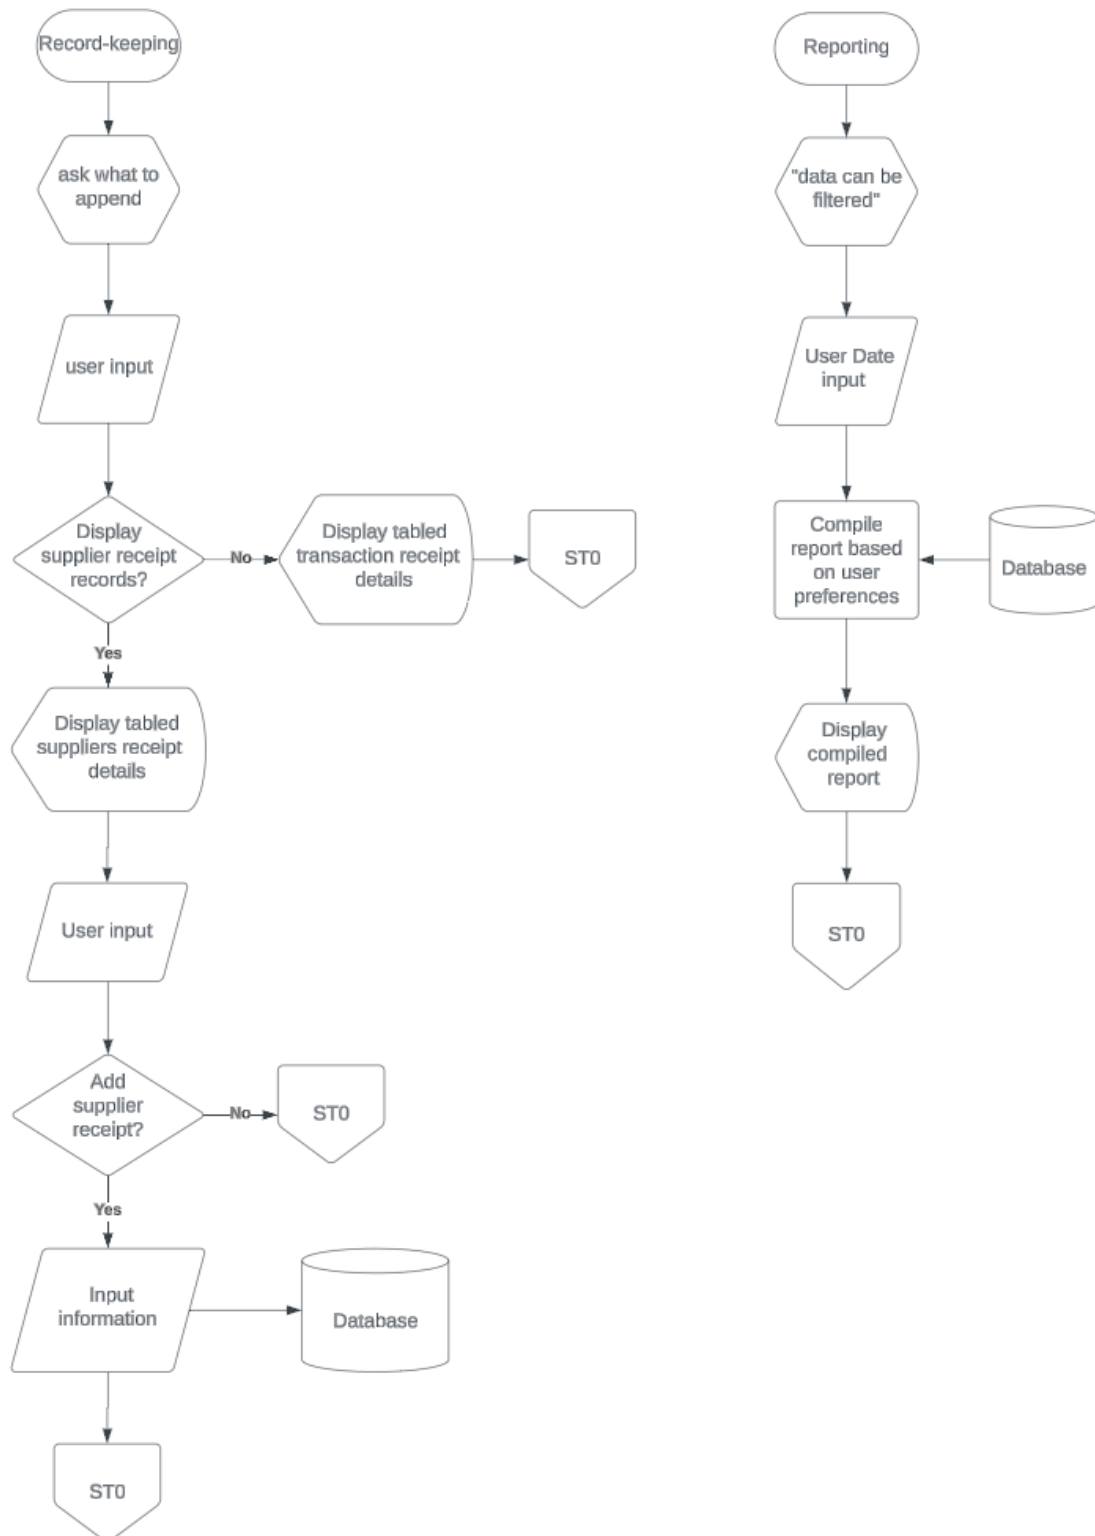 Record-keeping
ask what to
append
user input
Display
supplier receipt
records?
No
Display tabled
transaction receipt
details
ST0
Yes
Display tabled
suppliers receipt
details
User input
Add
supplier
receipt?
No
ST0
Yes
Input
information
Database
ST0
Reporting
"data can be
filtered"
User Date
input
Compile
report based
on user
preferences
Database
Display
compiled
report
ST0